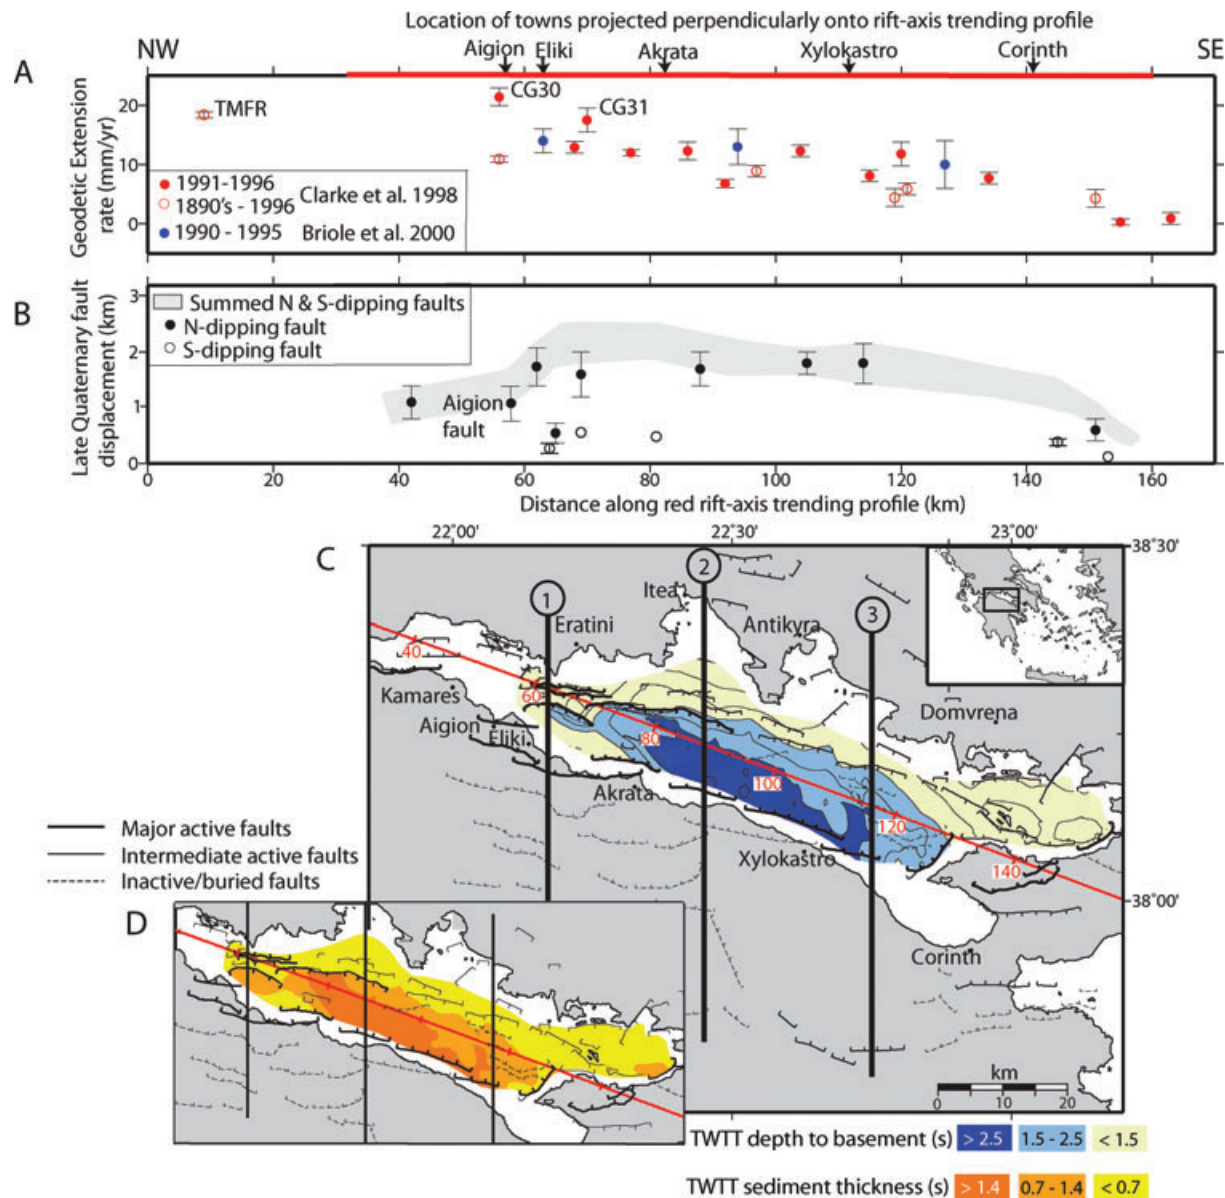 Location of towns projected perpendicularly onto rift-axis trending profile
NW
Aigion
Eliki
Akrata
Xylokastro
Corinth
SE
A
Geodetic Extension
rate (mm/yr)
20
10
0
TMFR
CG30
CG31
1991-1996
1890's - 1996
Clarke et al. 1998
1990 - 1995
Briole et al. 2000
B
Late Quaternary fault
displacement (km)
3
2
1
0
Summed N & S-dipping faults
N-dipping fault
S-dipping fault
Aigion
fault
0
20
40
60
80
100
120
140
160
Distance along red rift-axis trending profile (km)
22°00'
22°30'
23°00'
38°30'
38°00'
C
1
2
3
Itea
Eratini
Antikyra
40
Kamares
60
Domvrena
Aigion
Eliki
80
100
Akrata
120
Xylokastro
140
Corinth
Major active faults
Intermediate active faults
Inactive/buried faults
D
km
0
10
20
TWTT depth to basement (s)
> 2.5
1.5 - 2.5
< 1.5
TWTT sediment thickness (s)
> 1.4
0.7 - 1.4
< 0.7